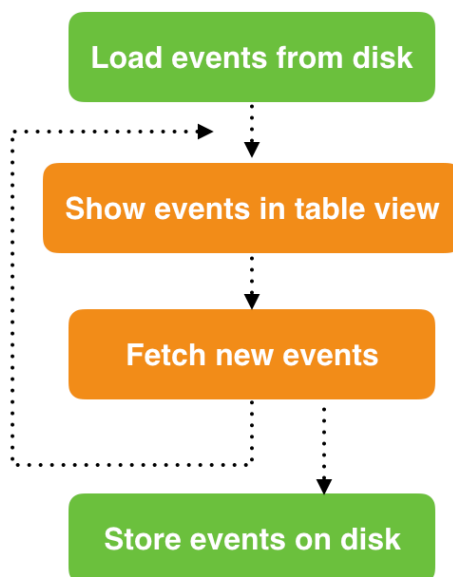 Load events from disk
Show events in table view
Fetch new events
Store events on disk